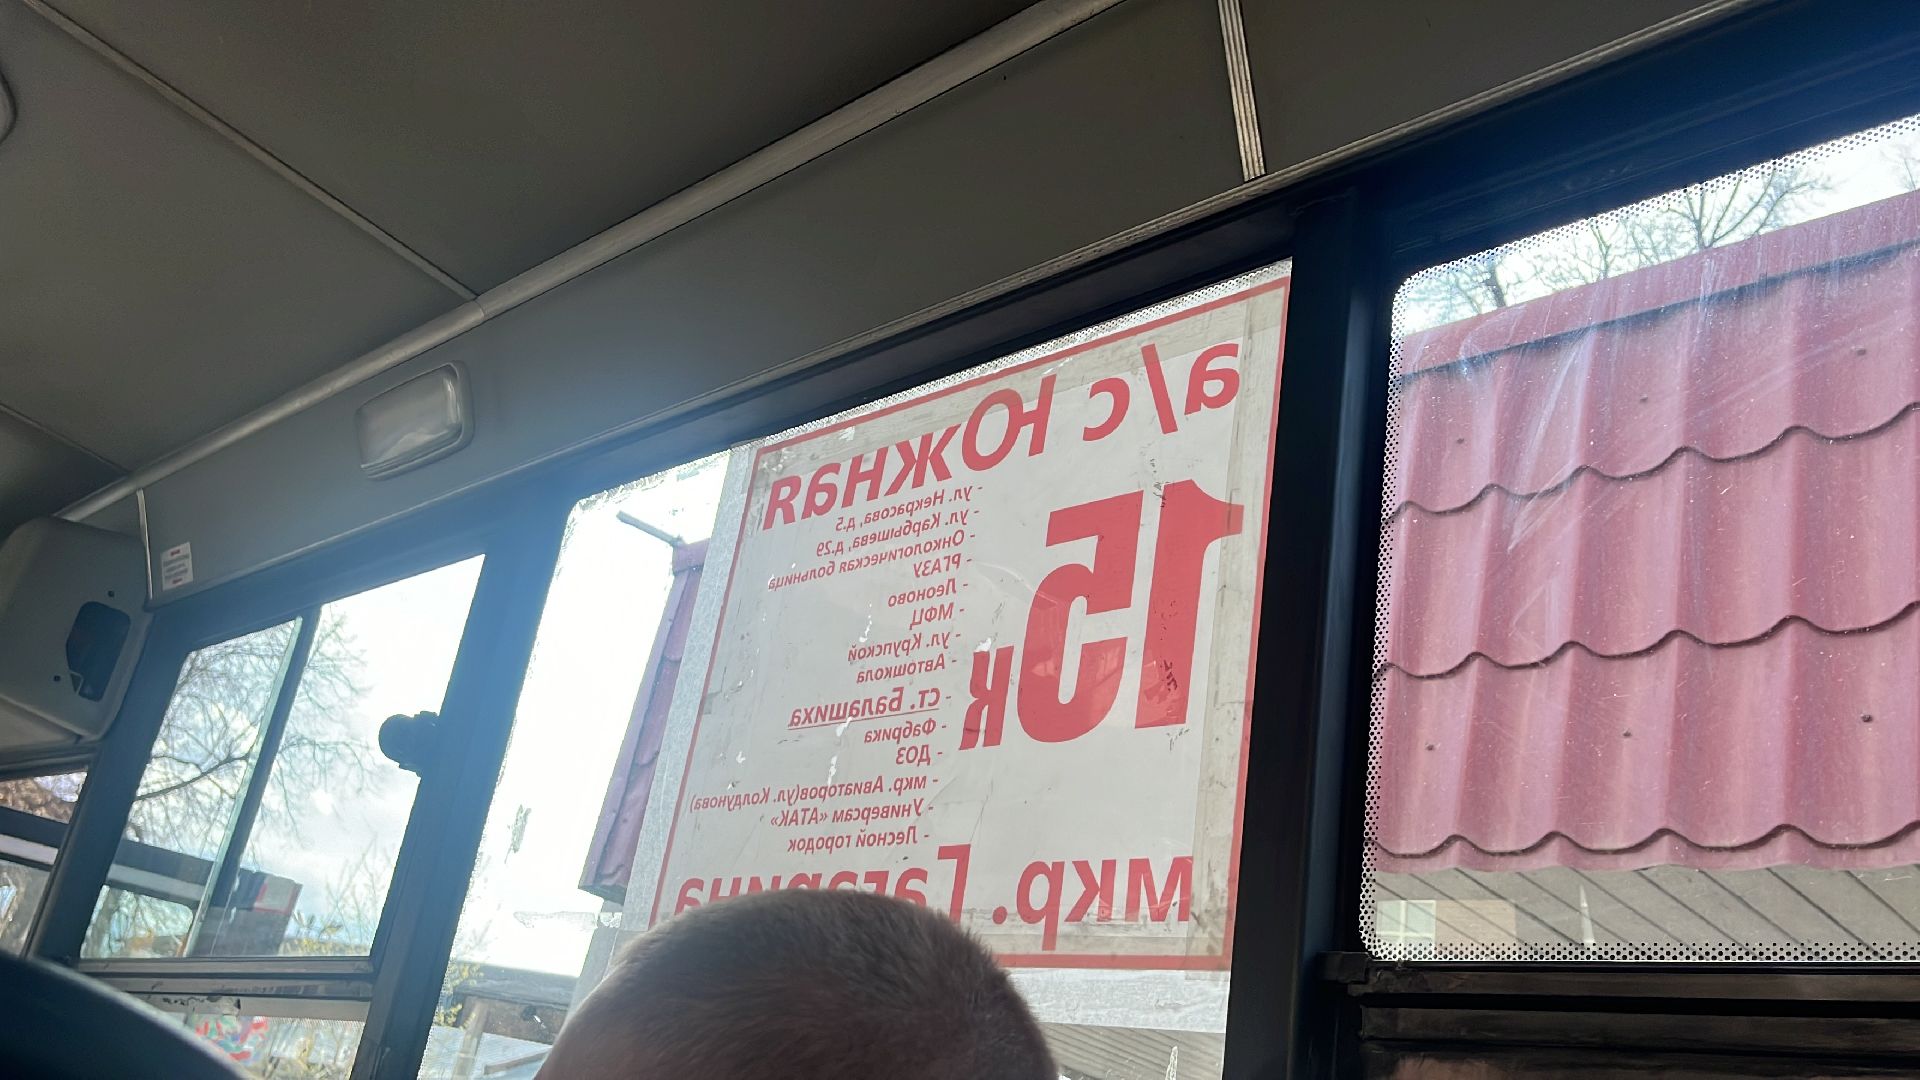 а/с Южная
15к
- ул. Некрасова, д.5
- ул. Карбышева, д.29
- Онкологическая больница
- РГАЗУ
- Леоново
- МФЦ
- ул. Крупской
- Автошкола
- ст. Балашиха
- Фабрика
- ДОЗ
- мкр. Авиаторов(ул. Колдунова)
- Универсам «АТАК»
- Лесной городок
мкр. Гагарина